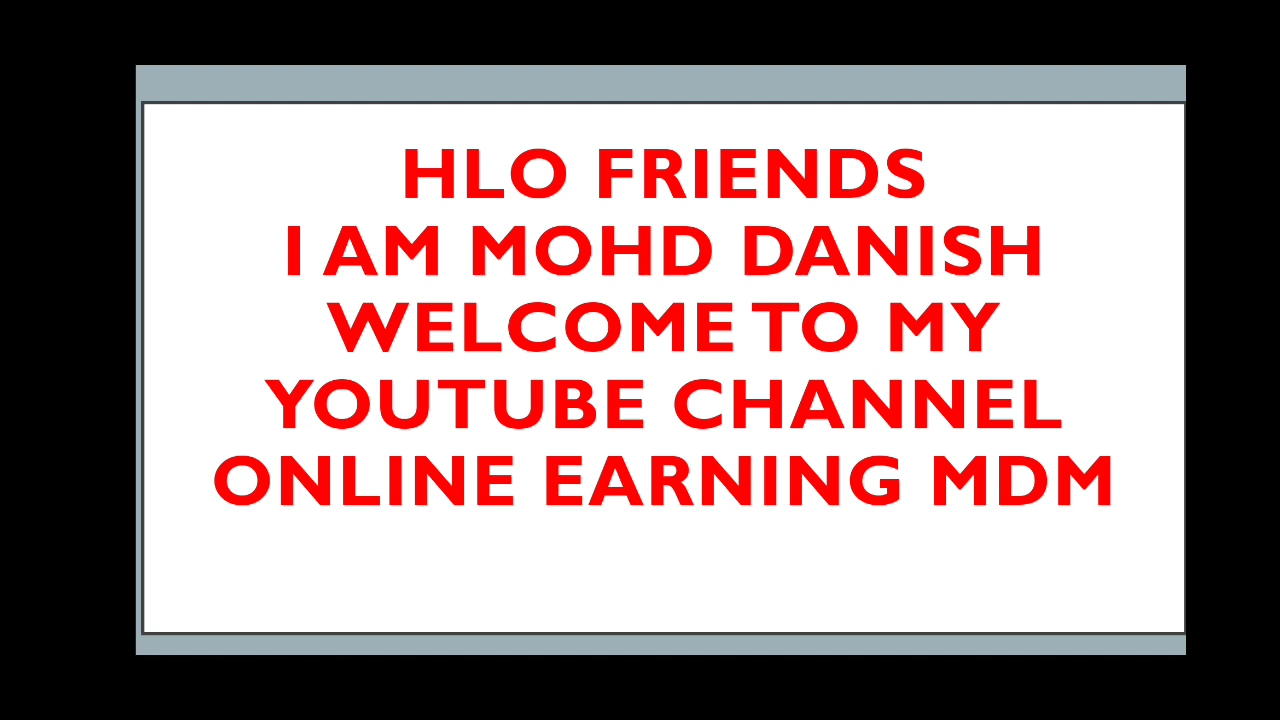 HLO FRIENDS
I AM MOHD DANISH
WELCOME TO MY
YOUTUBE CHANNEL
ONLINE EARNING MDM